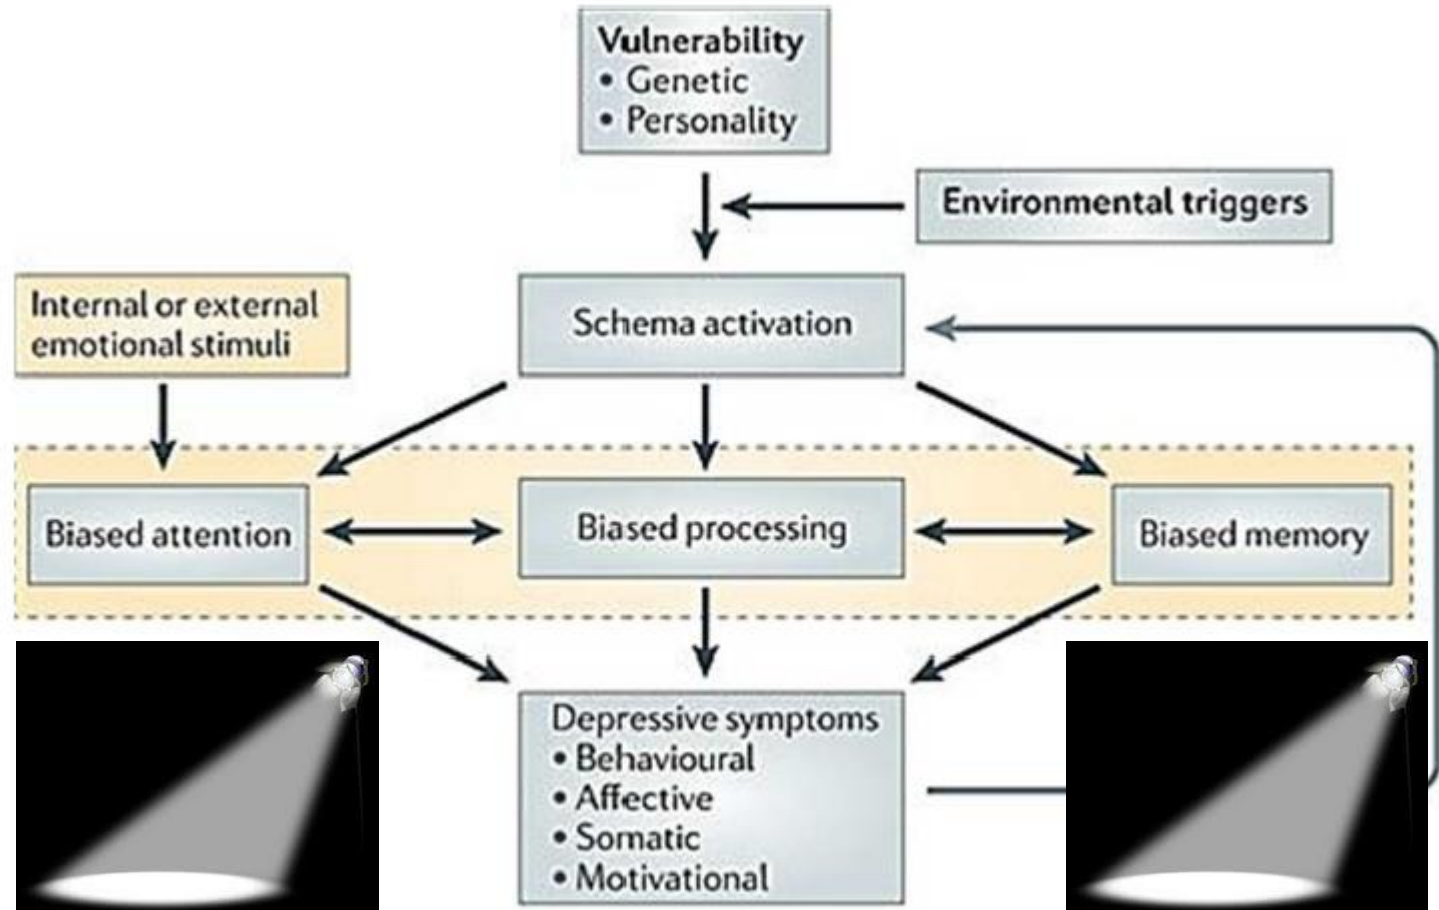 Vulnerability
• Genetic
• Personality
Environmental triggers
Internal or external
emotional stimuli
Schema activation
Biased attention
Biased processing
Biased memory
Depressive symptoms
• Behavioural
• Affective
• Somatic
• Motivational